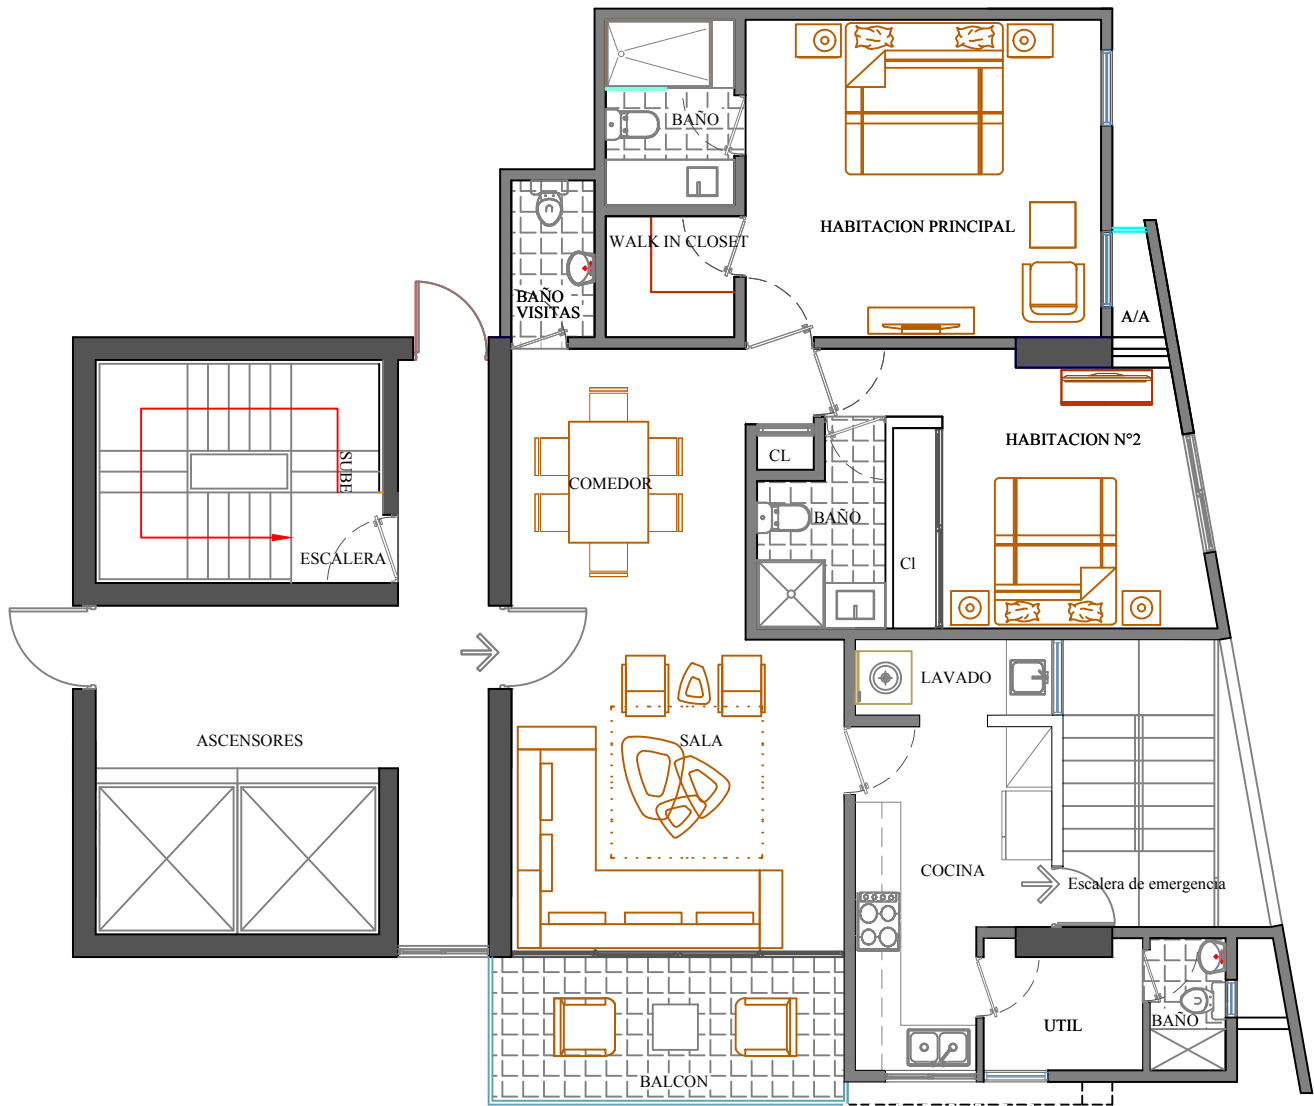 BAÑO
WALK IN CLOSET
HABITACION PRINCIPAL
BAÑO
VISITAS
A/A
HABITACION N°2
CL
COMEDOR
SUBE
BAÑO
ESCALERA
Cl
LAVADO
ASCENSORES
SALA
COCINA
Escalera de emergencia
UTIL
BAÑO
BALCON